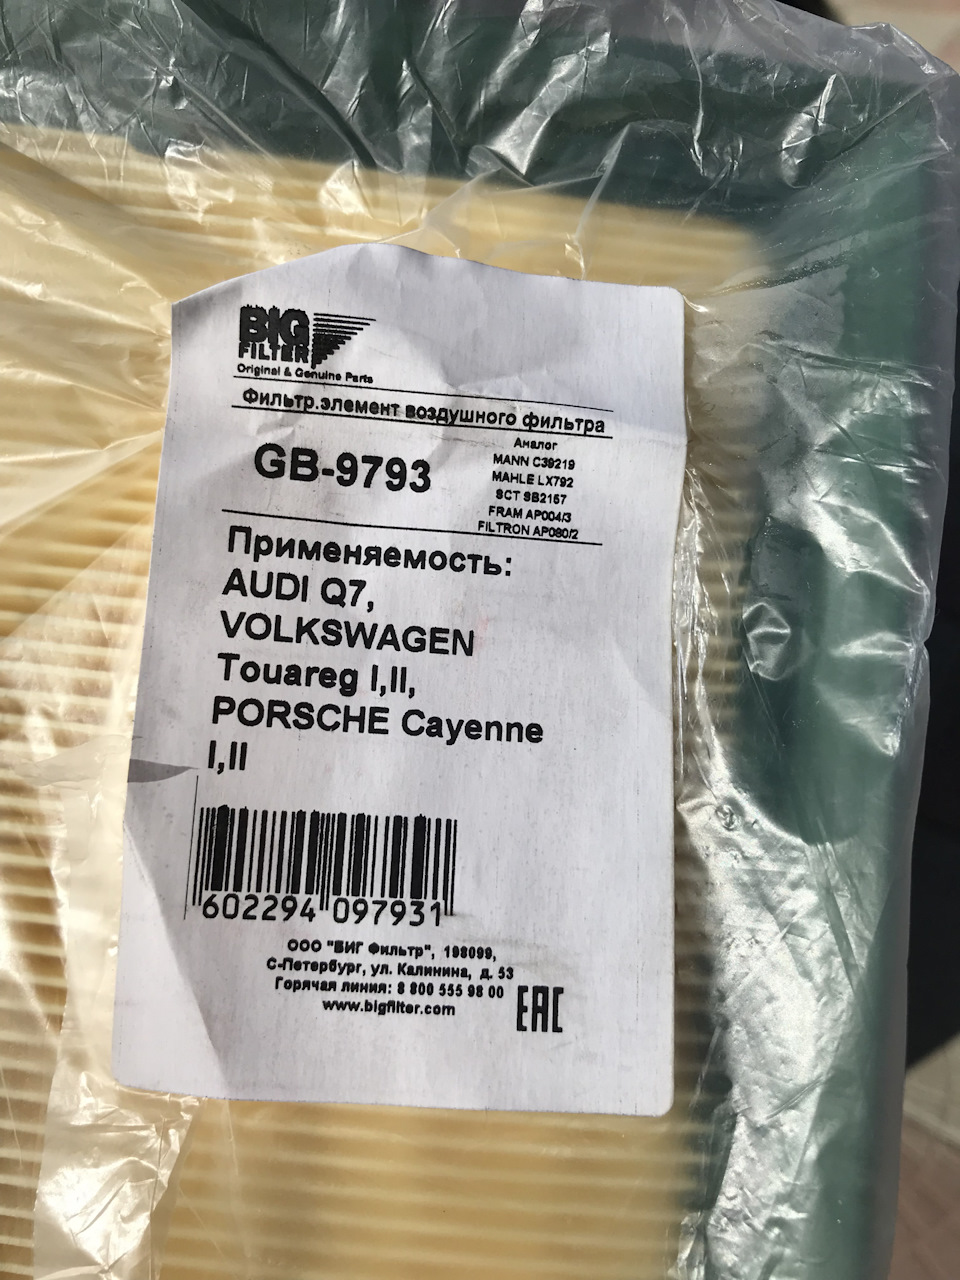 BIG
FILTER
Original & Genuine Parts
Фильтр.элемент воздушного фильтра
GB-9793
Аналог
MANN C39219
MAHLE LX792
SCT SB2157
FRAM AP004/3
FILTRON AP080/2
Применяемость:
AUDI Q7,
VOLKSWAGEN
Touareg I,II,
PORSCHE Cayenne
I,II
602294 097931
ООО "БИГ Фильтр", 198099,
С-Петербург, ул. Калинина, д. 53
Горячая линия: 8 800 555 98 00
www.bigfilter.com
EAC